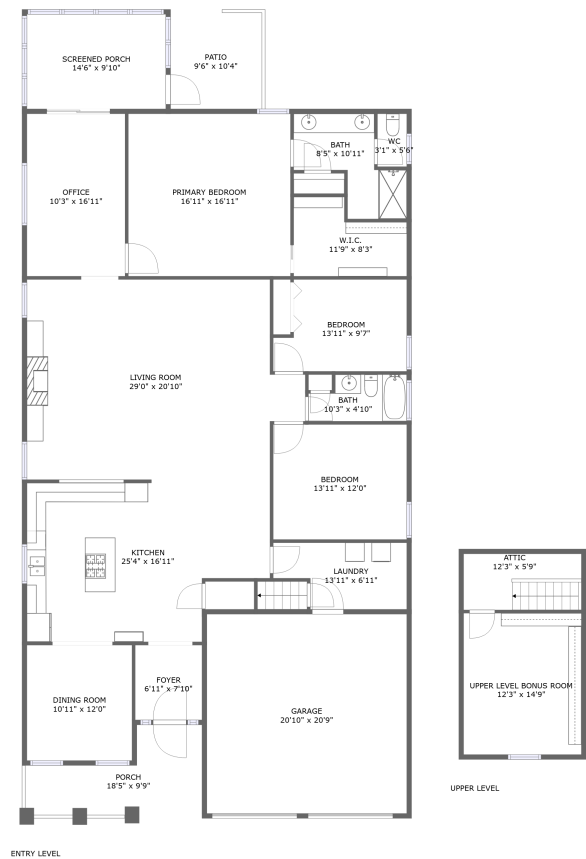 SCREENED PORCH
14'6" x 9'10"
PATIO
9'6" x 10'4"
BATH
8'5" x 10'11"
WC
3'1" x 5'6"
OFFICE
10'3" x 16'11"
PRIMARY BEDROOM
16'11" x 16'11"
W.I.C.
11'9" x 8'3"
BEDROOM
13'11" x 9'7"
LIVING ROOM
29'0" x 20'10"
BATH
10'3" x 4'10"
BEDROOM
13'11" x 12'0"
KITCHEN
25'4" x 16'11"
LAUNDRY
13'11" x 6'11"
ATTIC
12'3" x 5'9"
FOYER
6'11" x 7'10"
UPPER LEVEL BONUS ROOM
12'3" x 14'9"
DINING ROOM
10'11" x 12'0"
GARAGE
20'10" x 20'9"
PORCH
18'5" x 9'9"
UPPER LEVEL
ENTRY LEVEL